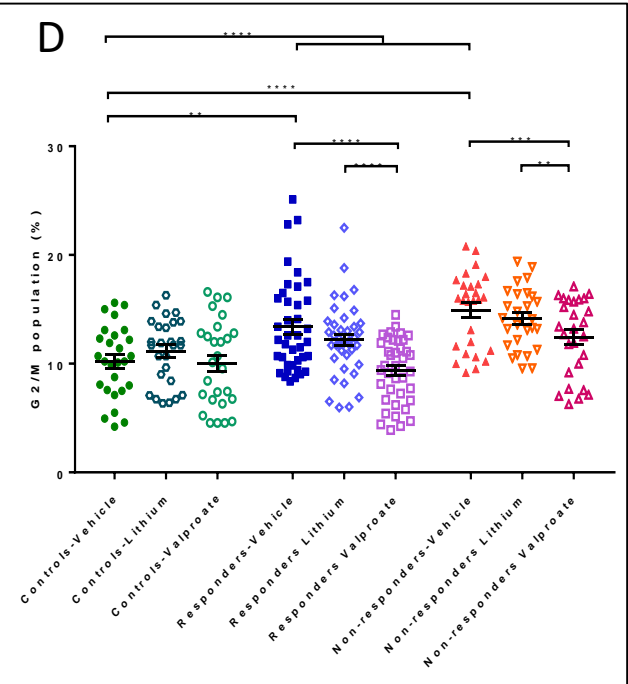 D
****
****
**
****
***
****
**
30
20
10
0
G2/M population (%)
Controls-Vehicle
Controls-Lithium
Controls-Valproate
Responders-Vehicle
Responders Lithium
Responders Valproate
Non-responders-Vehicle
Non-responders Lithium
Non-responders Valproate